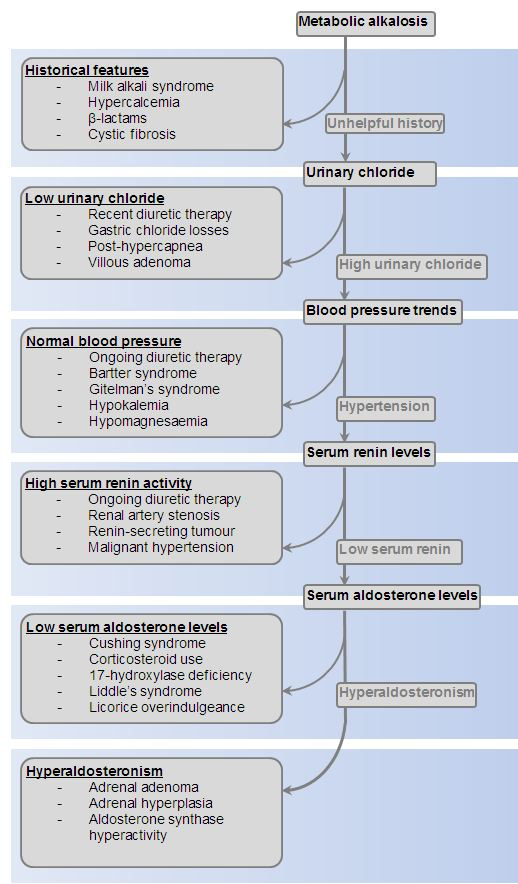 Metabolic alkalosis
Historical features
- Milk alkali syndrome
- Hypercalcemia
- β-lactams
- Cystic fibrosis
Unhelpful history
Urinary chloride
Low urinary chloride
- Recent diuretic therapy
- Gastric chloride losses
- Post-hypercapnea
- Villous adenoma
High urinary chloride
Blood pressure trends
Normal blood pressure
- Ongoing diuretic therapy
- Bartter syndrome
- Gitelman's syndrome
- Hypokalemia
- Hypomagnesaemia
Hypertension
Serum renin levels
High serum renin activity
- Ongoing diuretic therapy
- Renal artery stenosis
- Renin-secreting tumour
- Malignant hypertension
Low serum renin
Serum aldosterone levels
Low serum aldosterone levels
- Cushing syndrome
- Corticosteroid use
- 17-hydroxylase deficiency
- Liddle's syndrome
- Licorice overindulgeance
Hyperaldosteronism
Hyperaldosteronism
- Adrenal adenoma
- Adrenal hyperplasia
- Aldosterone synthase
hyperactivity